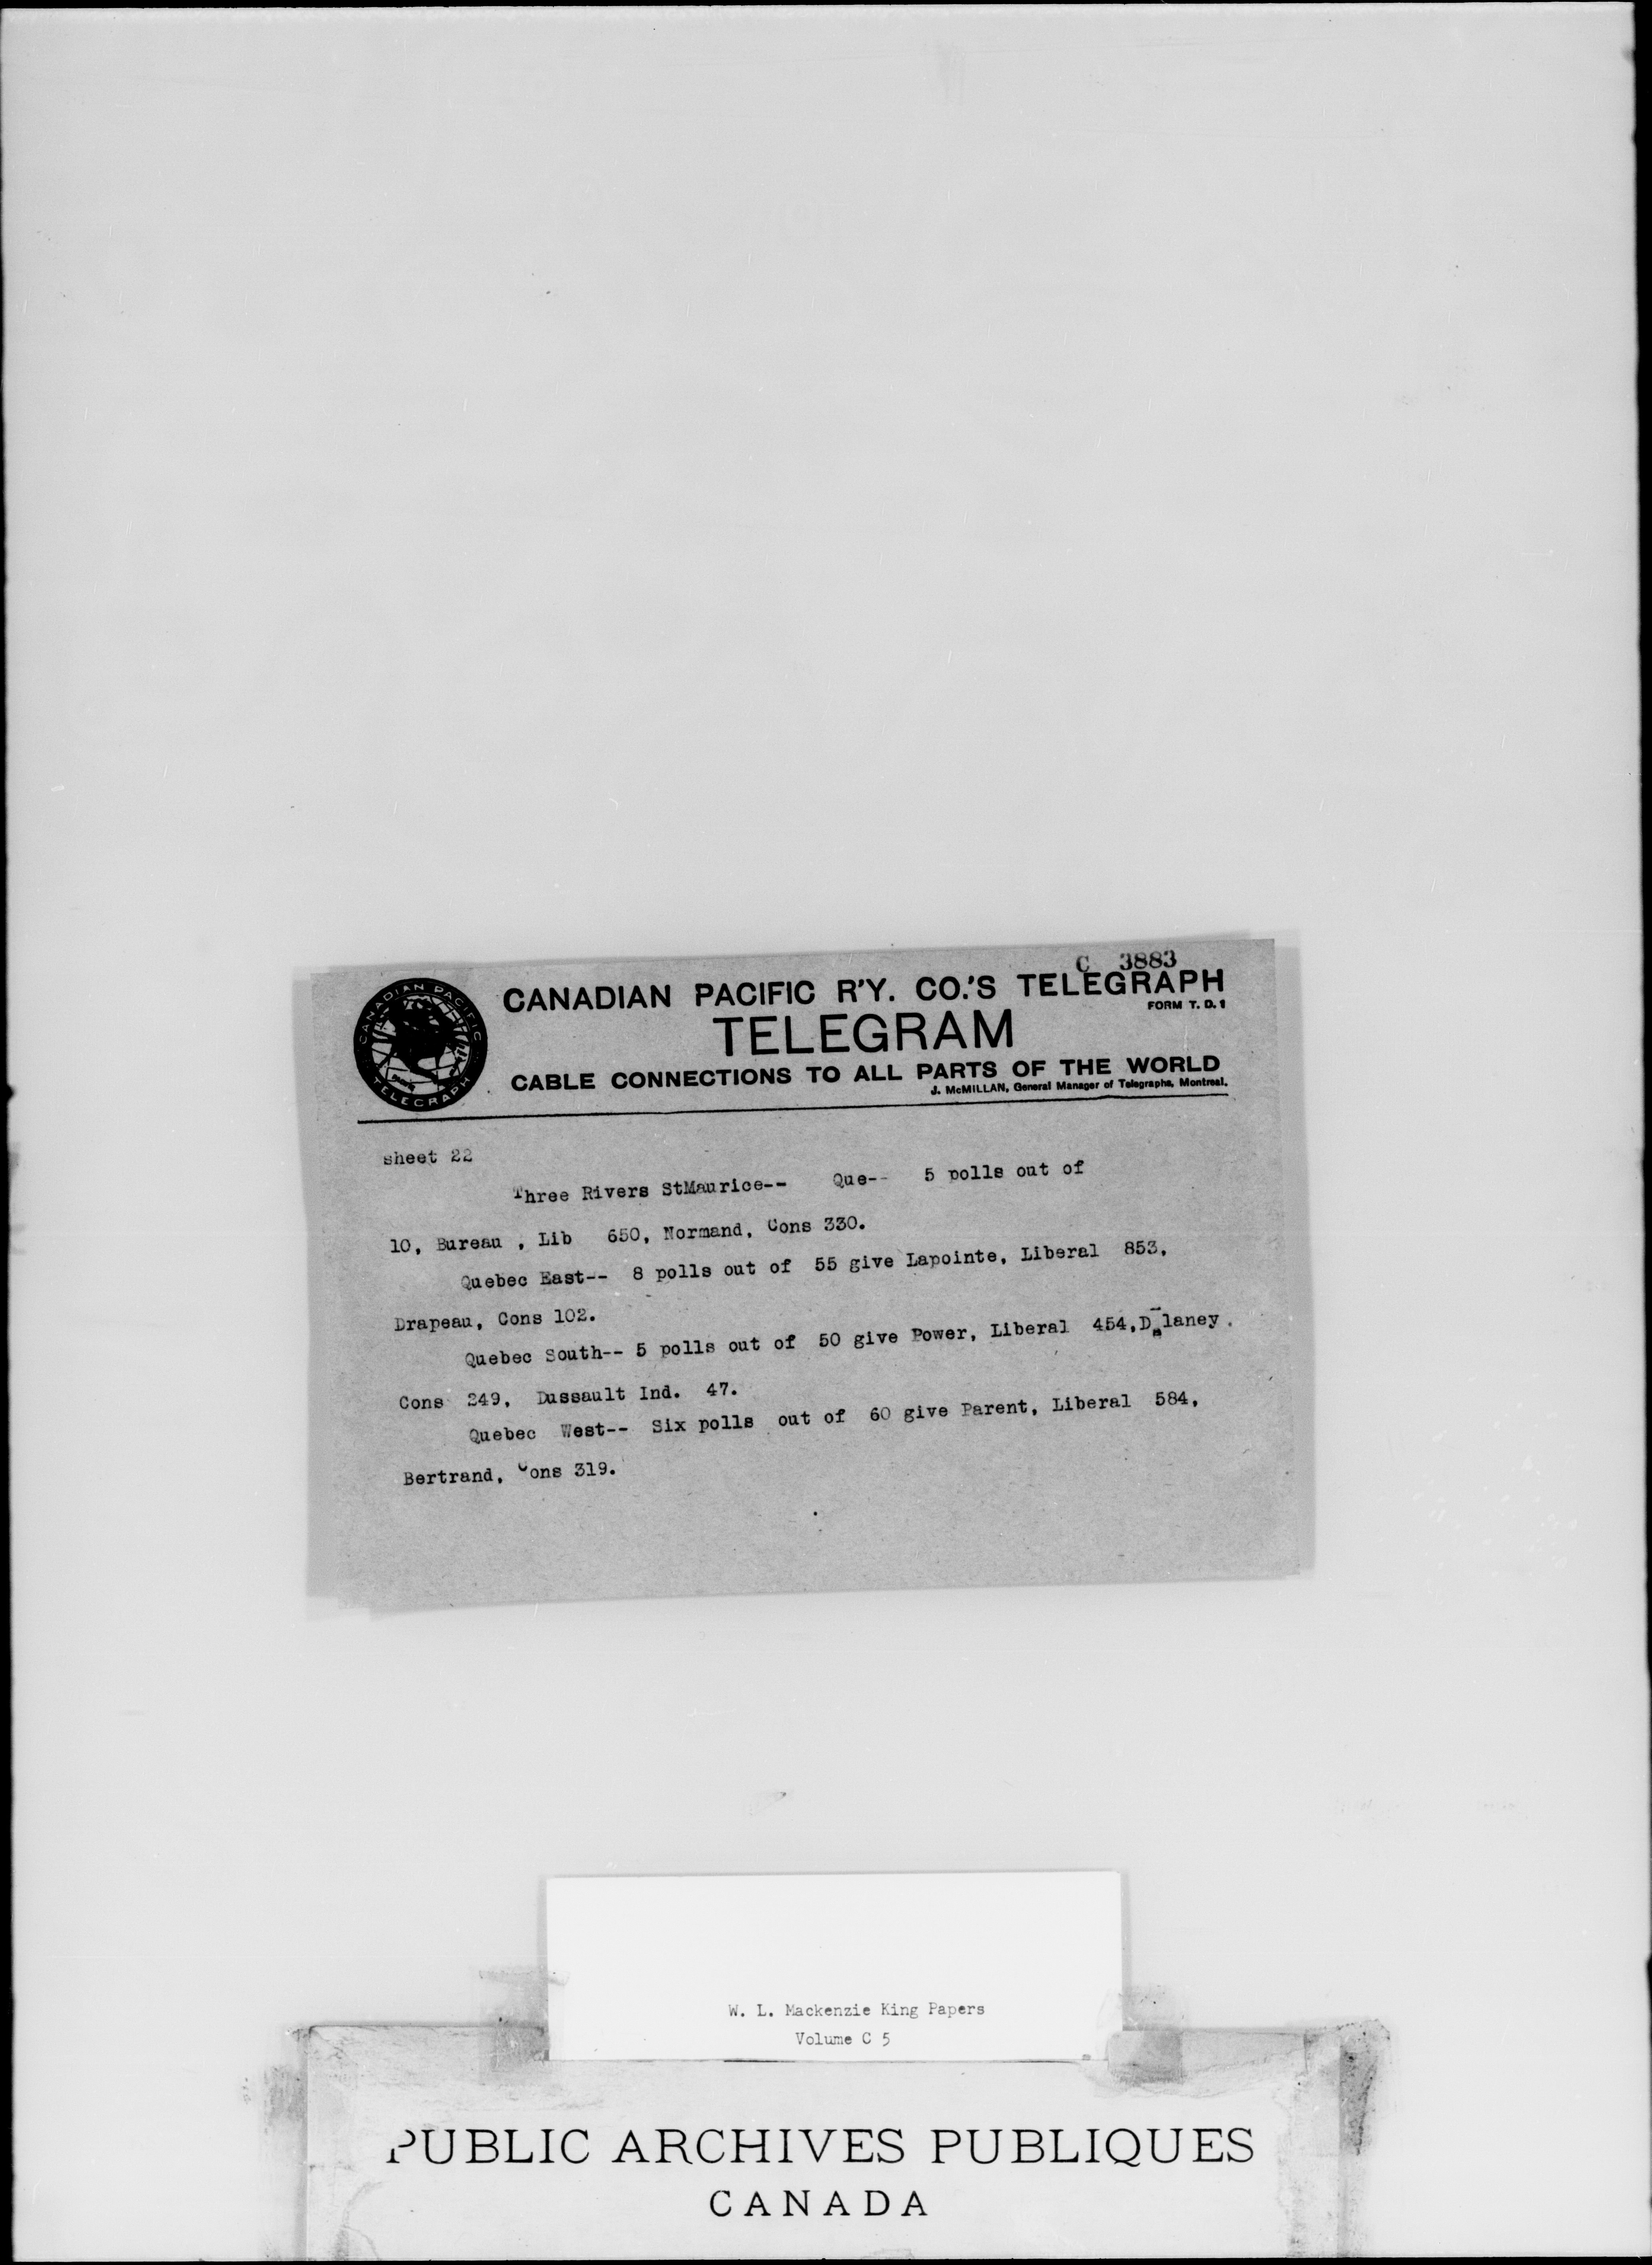 C 3883
CANADIAN PACIFIC R'Y. CO.'S TELEGRAPH
FORM T. D. 1
TELEGRAM
CABLE CONNECTIONS TO ALL PARTS OF THE WORLD
J. McMILLAN, General Manager of Telegraphs, Montreal.
CANADIAN PACIFIC
TELEGRAPH
sheet 22
Three Rivers StMaurice-- Que-- 5 polls out of
10, Bureau , Lib 650, Normand, Cons 330.
Quebec East-- 8 polls out of 55 give Lapointe, Liberal 853,
Drapeau, Cons 102.
Quebec South-- 5 polls out of 50 give Power, Liberal 454, Delaney,
Cons 249, Dussault Ind. 47.
Quebec West-- Six polls out of 60 give Parent, Liberal 584,
Bertrand, Cons 319.
W. L. Mackenzie King Papers
Volume C 5
PUBLIC ARCHIVES PUBLIQUES
CANADA